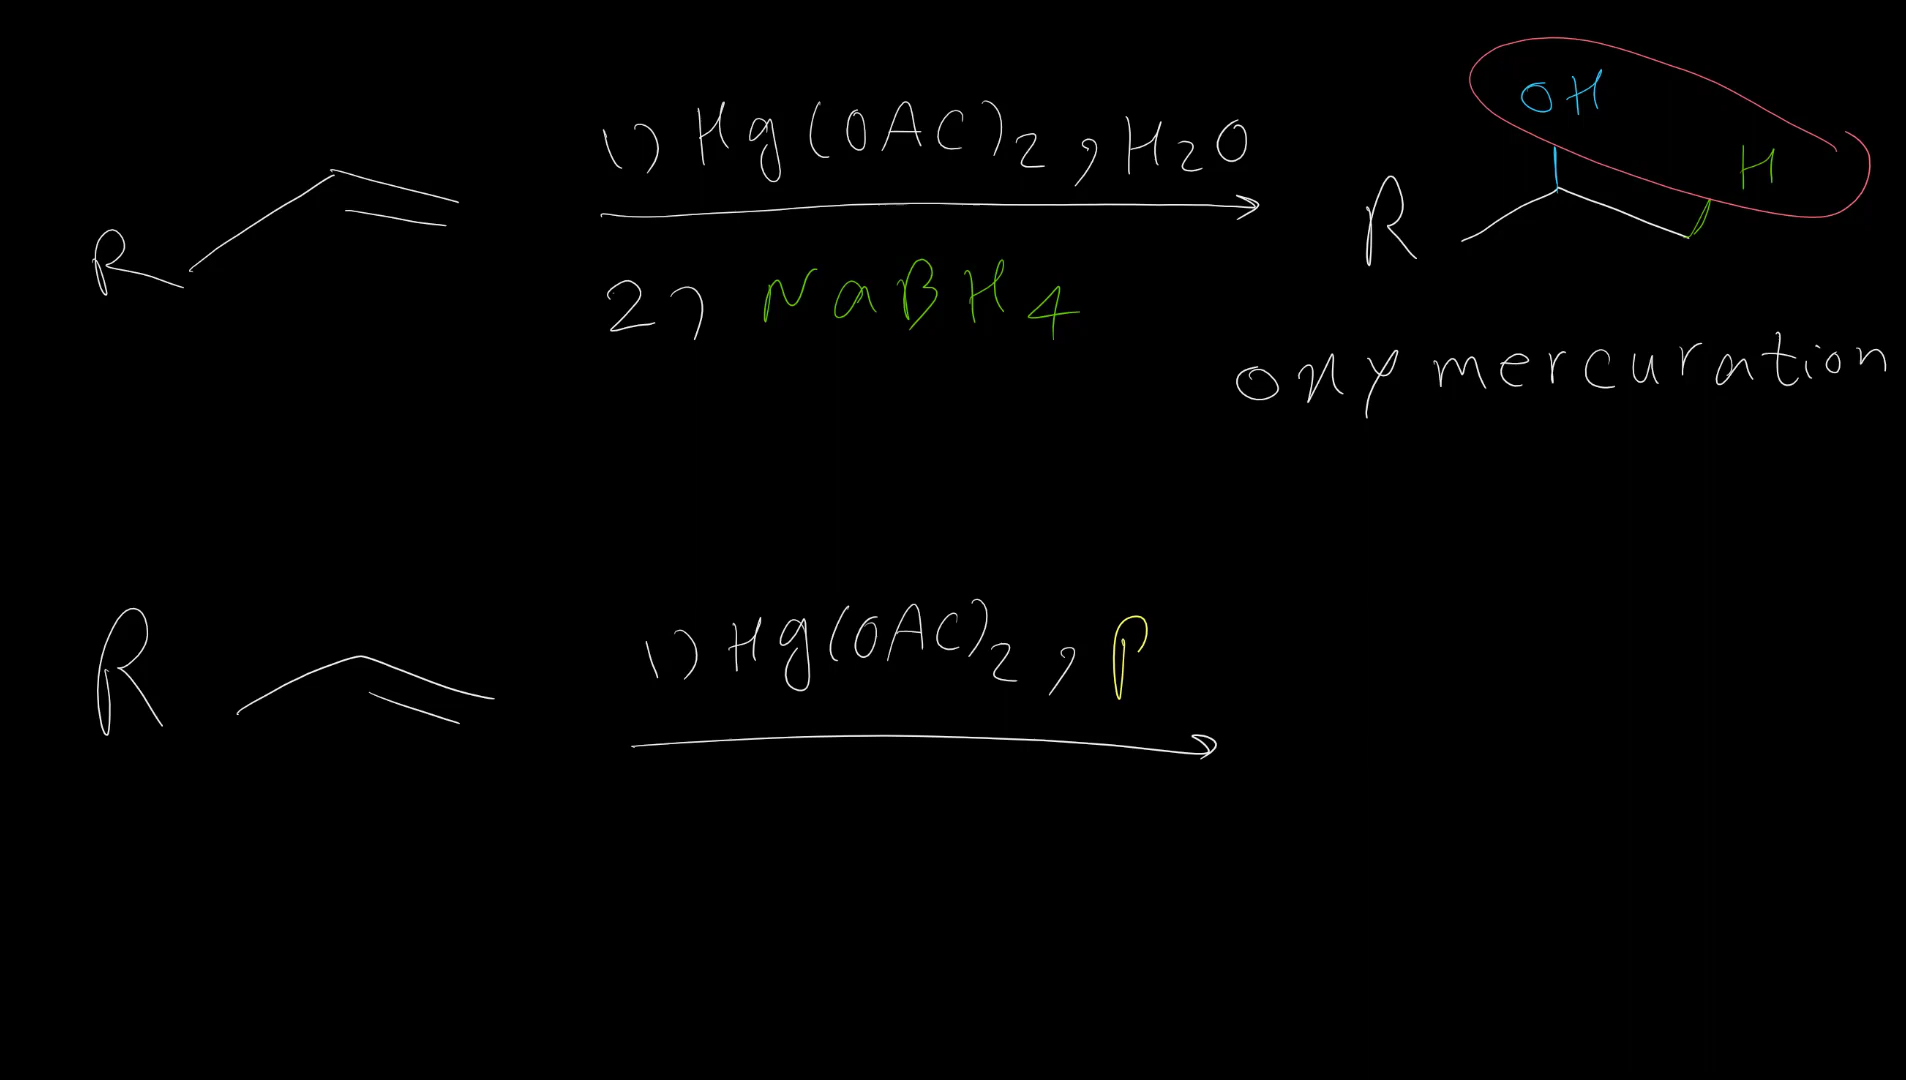 R
1) Hg(OAC)2, H2O
2) NaBH4
R
OH
H
oxymercuration
R
1) Hg(OAC)2, P